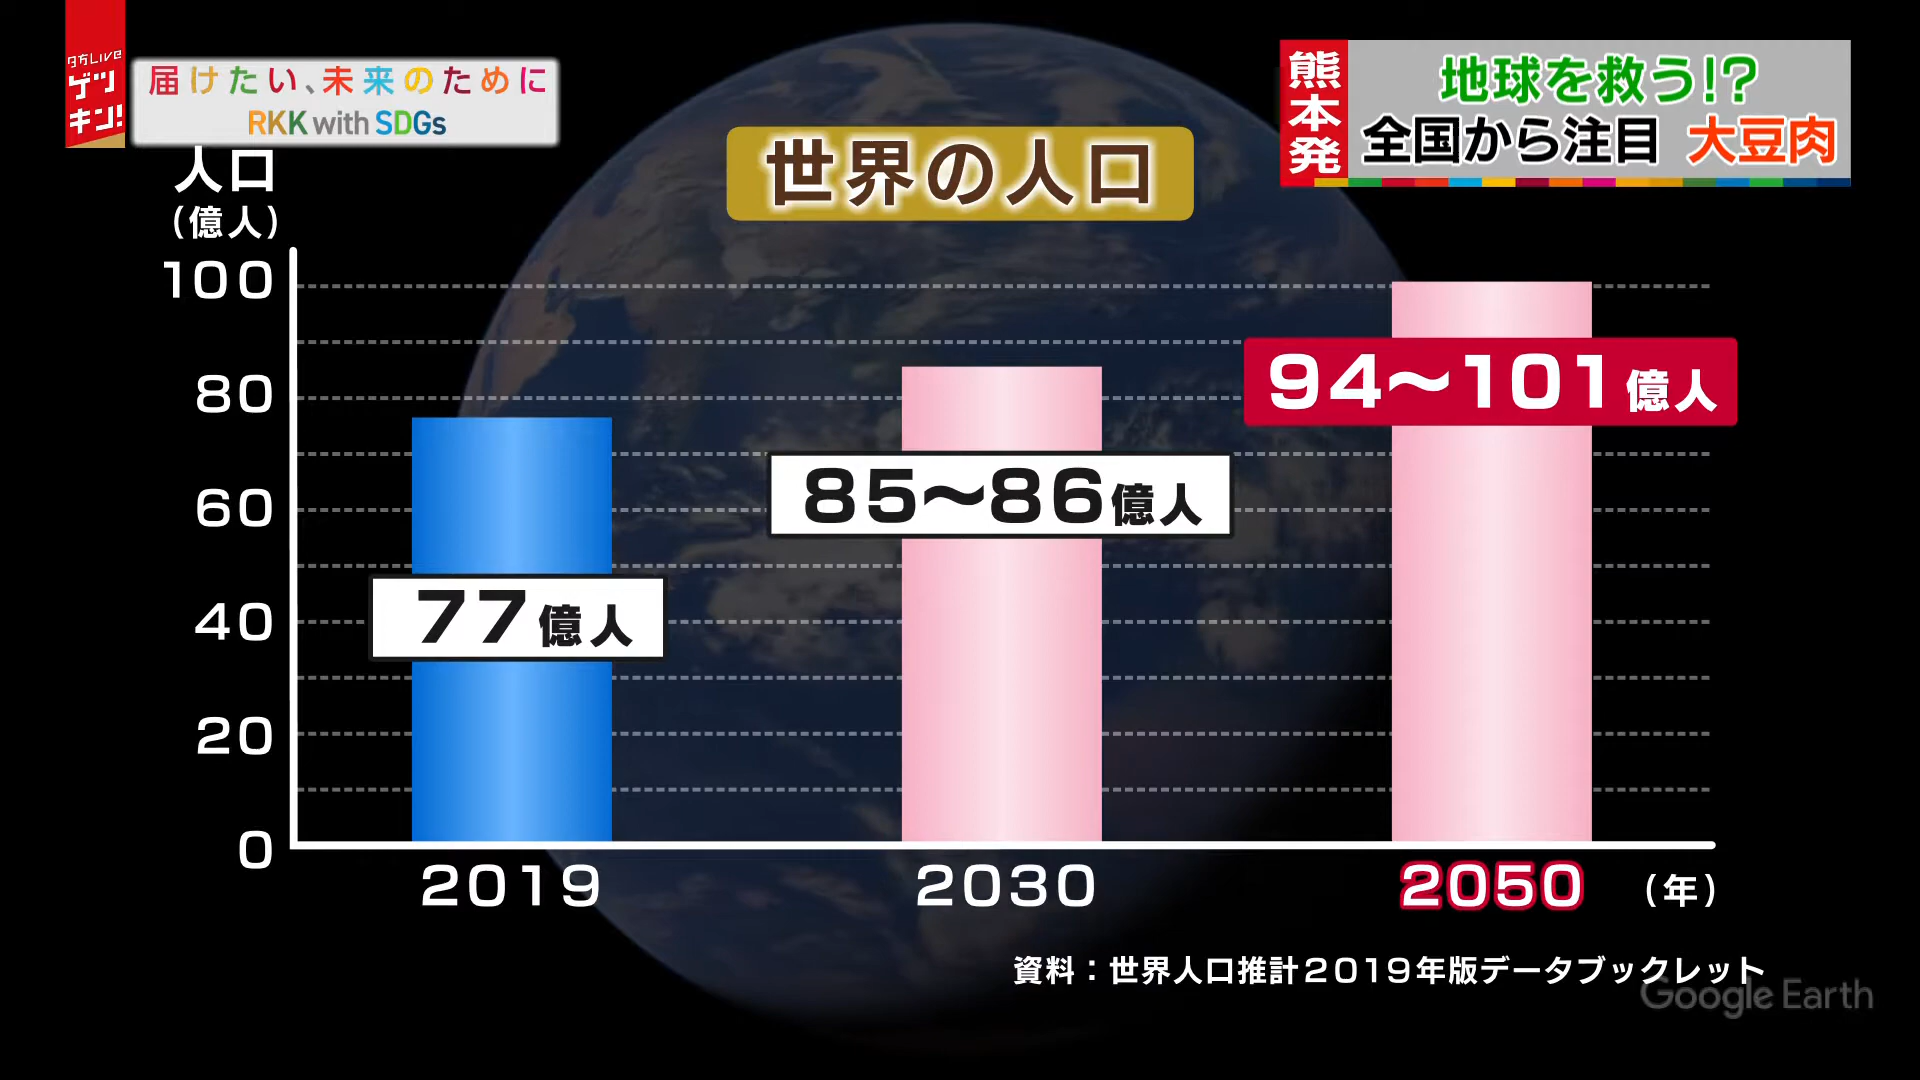 夕方Live
ゲツキン!
届けたい、未来のために
RKK with SDGs
熊本発
地球を救う!?
全国から注目 大豆肉
世界の人口
人口
(億人)
100
80
60
40
20
0
77億人
85〜86億人
94〜101億人
2019
2030
2050
(年)
資料:世界人口推計2019年版データブックレット
Google Earth